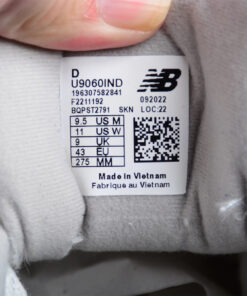 D
U9060IND
196307582841
F2211192 092022
BQPST2791 SKN LOC:22
9.5 US M
11 US W
9 UK
43 EU
275 MM
Made in Vietnam
Fabriqué au Vietnam